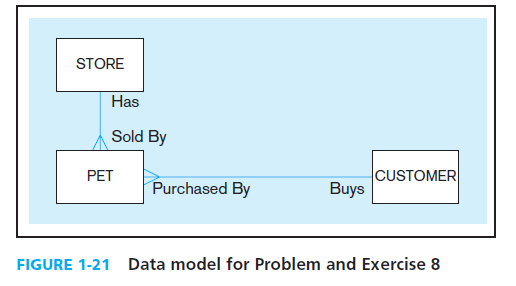 STORE
Has
Sold By
PET
CUSTOMER
Purchased By
Buys
FIGURE 1-21 Data model for Problem and Exercise 8